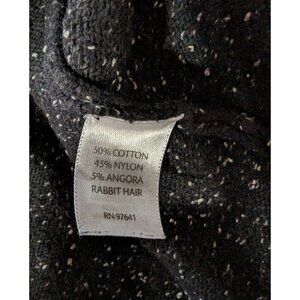 50% COTTON
45% NYLON
5% ANGORA
RABBIT HAIR
RN 97641